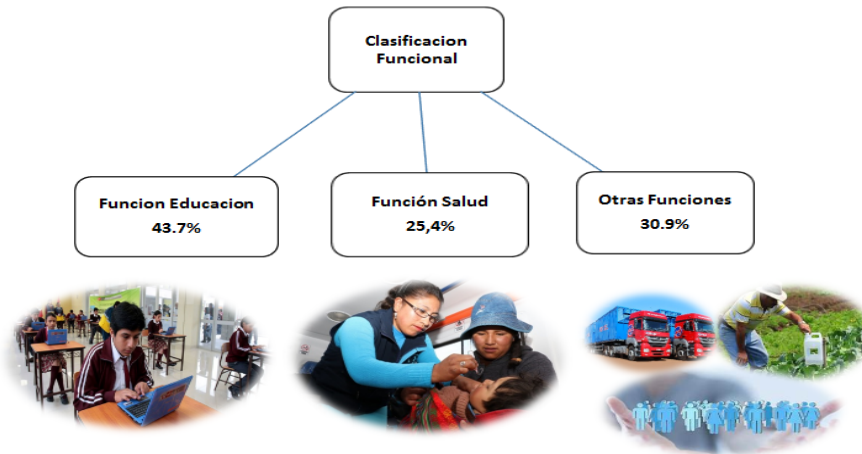 Clasificacion
Funcional
Funcion Educacion
43.7%
Función Salud
25,4%
Otras Funciones
30.9%